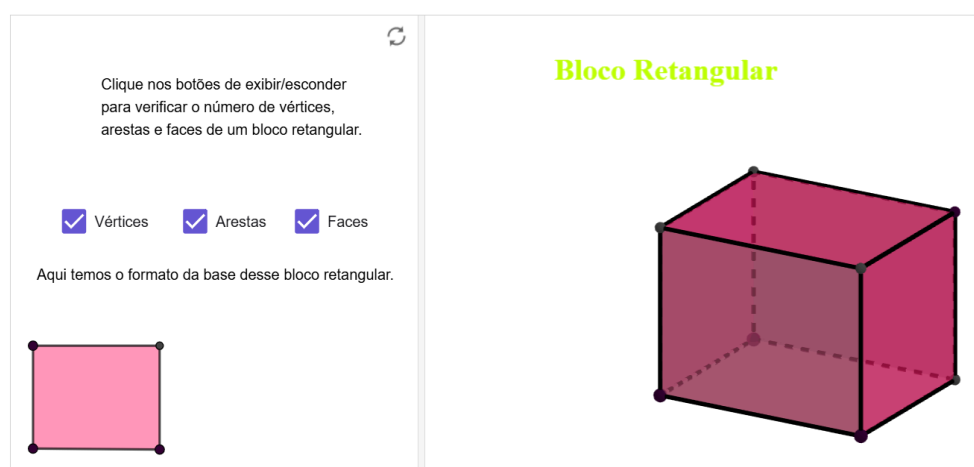 Clique nos botões de exibir/esconder
para verificar o número de vértices,
arestas e faces de um bloco retangular.
Vértices Arestas Faces
Aqui temos o formato da base desse bloco retangular.
Bloco Retangular